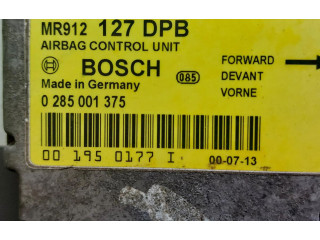 MR912 127 DPB
AIRBAG CONTROL UNIT
BOSCH
085
FORWARD
DEVANT
VORNE
Made in Germany
0 285 001 375
00 195 0177 I
00-07-13